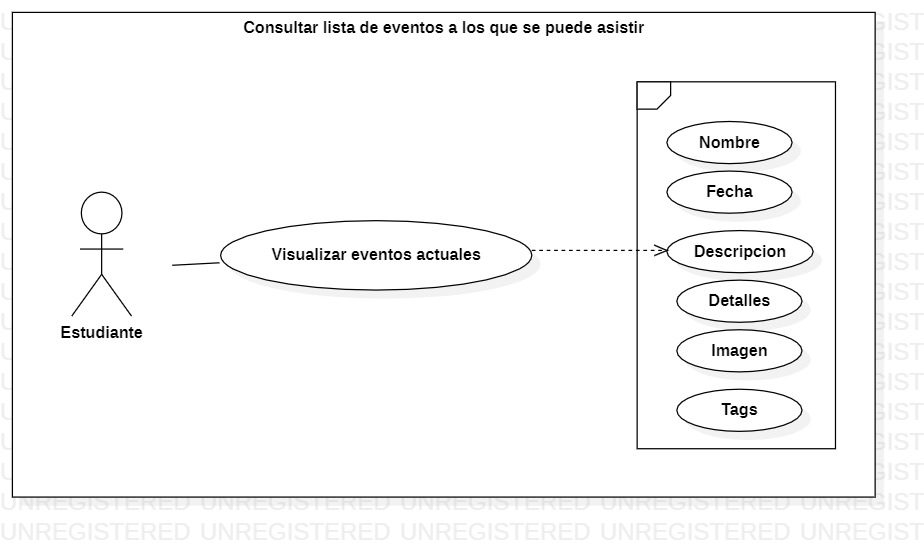 Consultar lista de eventos a los que se puede asistir
Nombre
Fecha
Visualizar eventos actuales
Descripcion
Detalles
Estudiante
Imagen
Tags
UNREGISTERED UNREGISTERED UNREGISTERED UNREGISTERED UNREGISTERED
UNREGISTERED UNREGISTERED UNREGISTERED UNREGISTERED UNREGIST